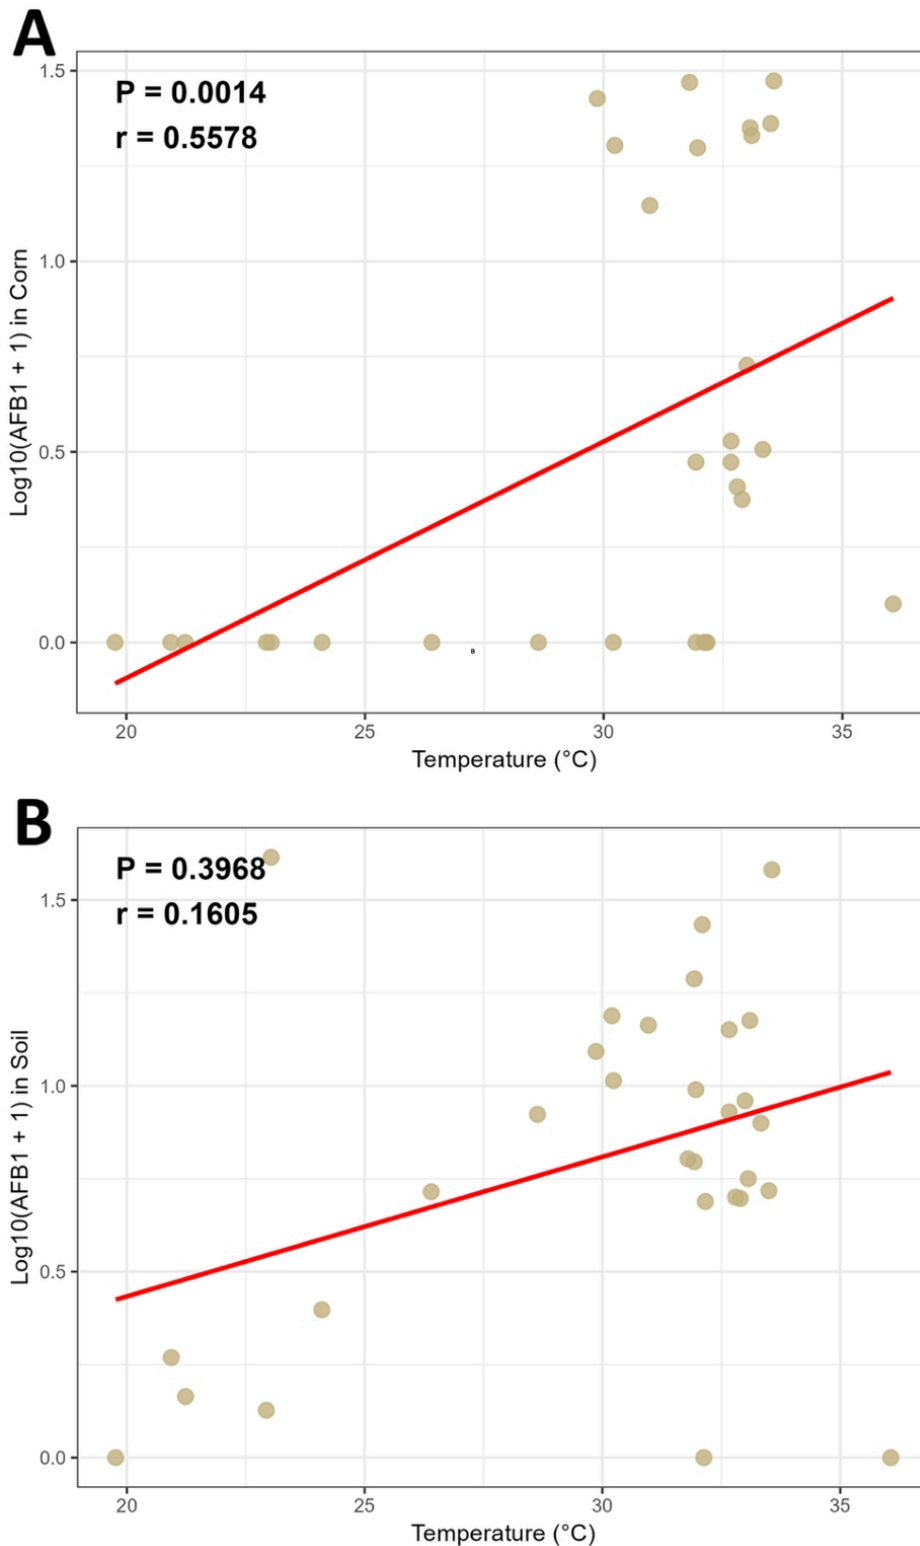 A
P = 0.0014
r = 0.5578
Log10(AFB1 + 1) in Corn
1.5
1.0
0.5
0.0
B
20 25 30 35
Temperature (°C)
B
P = 0.3968
r = 0.1605
Log10(AFB1 + 1) in Soil
1.5
1.0
0.5
0.0
20 25 30 35
Temperature (°C)